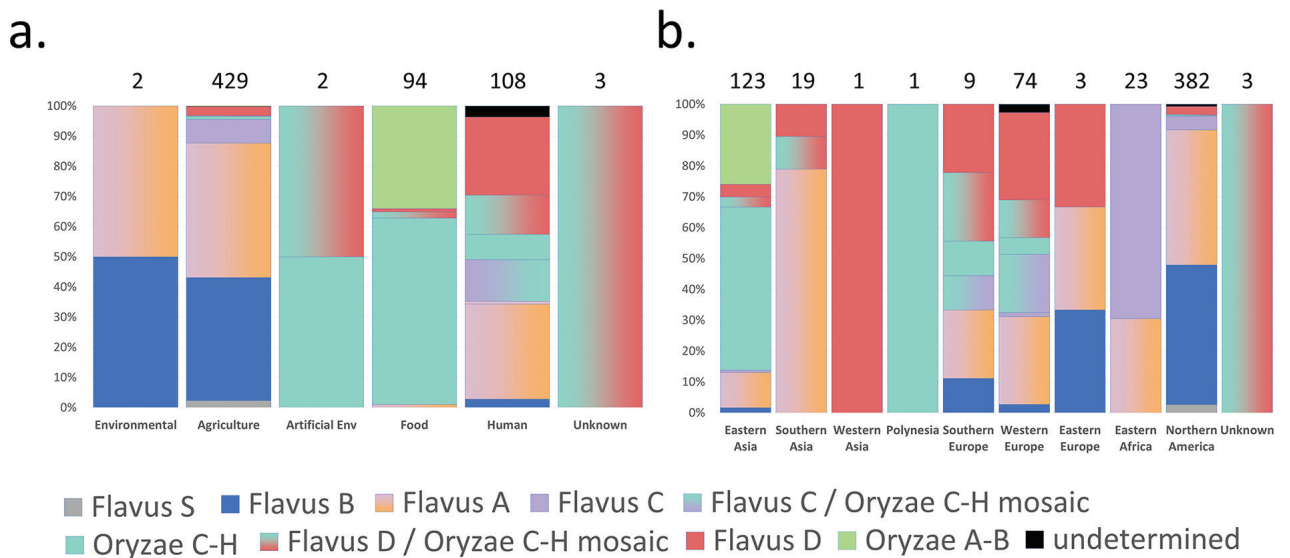 a.
2 429 2 94 108 3
100%
90%
80%
70%
60%
50%
40%
30%
20%
10%
0%
Environmental Agriculture Artificial Env Food Human Unknown
b.
123 19 1 1 9 74 3 23 382 3
100%
90%
80%
70%
60%
50%
40%
30%
20%
10%
0%
Eastern Southern Western Polynesia Southern Western Eastern Eastern Northern Unknown
Asia Asia Asia Europe Europe Europe Africa America
Flavus S Flavus B Flavus A Flavus C Flavus C / Oryzae C-H mosaic
Oryzae C-H Flavus D / Oryzae C-H mosaic Flavus D Oryzae A-B undetermined